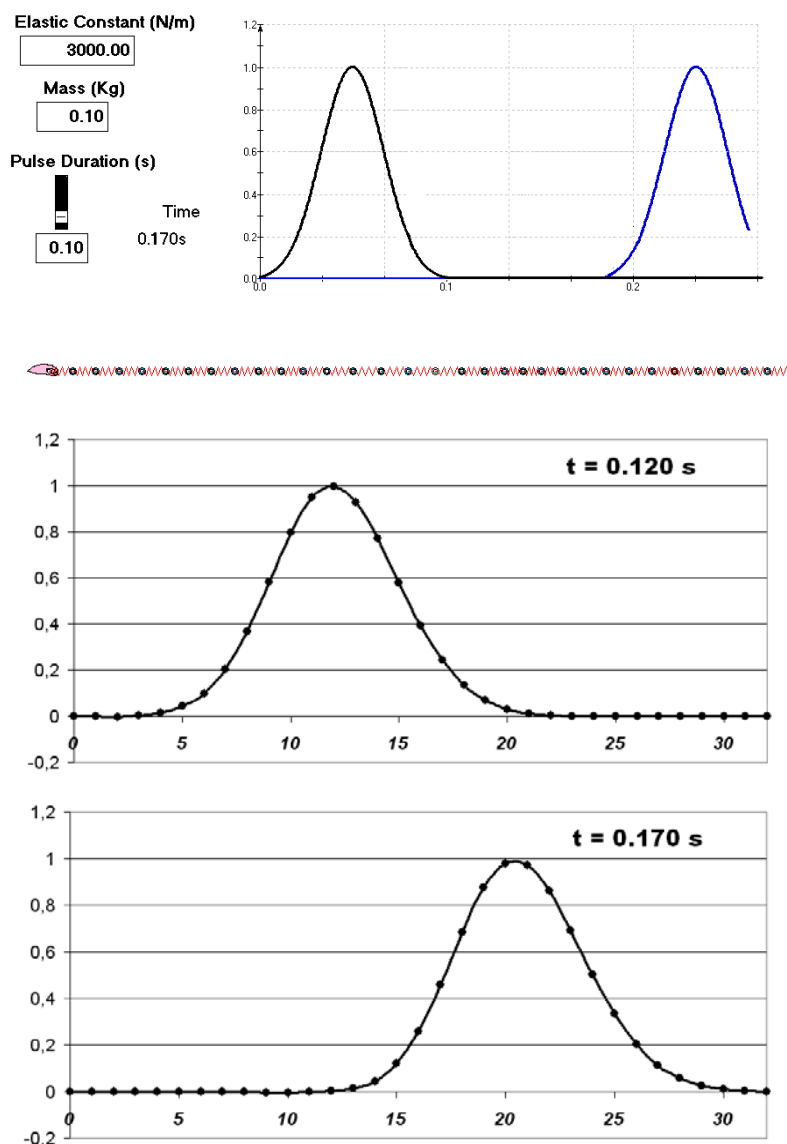 Elastic Constant (N/m)
3000.00
Mass (Kg)
0.10
Pulse Duration (s)
0.10
Time
0.170s
1.2
1.0
0.8
0.6
0.4
0.2
0.0
0.0 0.1 0.2
t = 0.120 s
1,2
1
0,8
0,6
0,4
0,2
0
-0,2
0 5 10 15 20 25 30
t = 0.170 s
1,2
1
0,8
0,6
0,4
0,2
0
-0,2
0 5 10 15 20 25 30